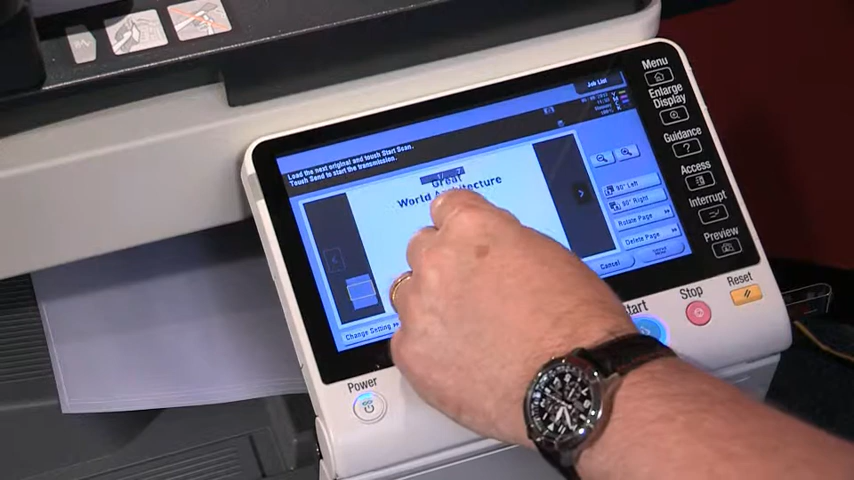 Job List
Load the next original and touch Start Scan.
Touch Send to start the transmission.
Great
World Architecture
90° Left
90° Right
Rotate Page
Delete Page
Cancel
Change Setting
Menu
Enlarge
Display
Guidance
Access
Interrupt
Preview
Reset
Stop
Start
Power